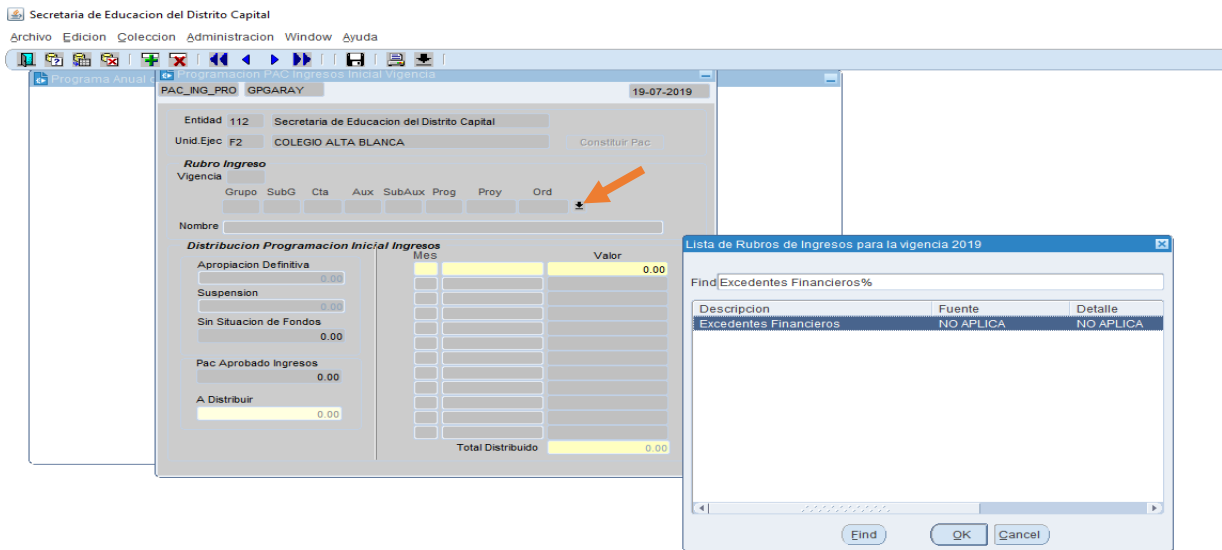 Secretaria de Educacion del Distrito Capital
Archivo Edicion Coleccion Administracion Window Ayuda
Programa Anual
Programacion PAC Ingresos Inicial Vigencia
PAC_ING_PRO GPGARAY 19-07-2019
Entidad 112 Secretaria de Educacion del Distrito Capital
Unid.Ejec F2 COLEGIO ALTA BLANCA Constituir Pac
Rubro Ingreso
Vigencia
Grupo SubG Cta Aux SubAux Prog Proy Ord
Nombre
Distribucion Programacion Inicial Ingresos
Mes Valor
Apropiacion Definitiva
0.00
0.00
Suspension
0.00
Sin Situacion de Fondos
0.00
Pac Aprobado Ingresos
0.00
A Distribuir
0.00
Total Distribuido 0.00
Lista de Rubros de Ingresos para la vigencia 2019
Find Excedentes Financieros%
Descripcion Fuente Detalle
Excedentes Financieros NO APLICA NO APLICA
Find OK Cancel